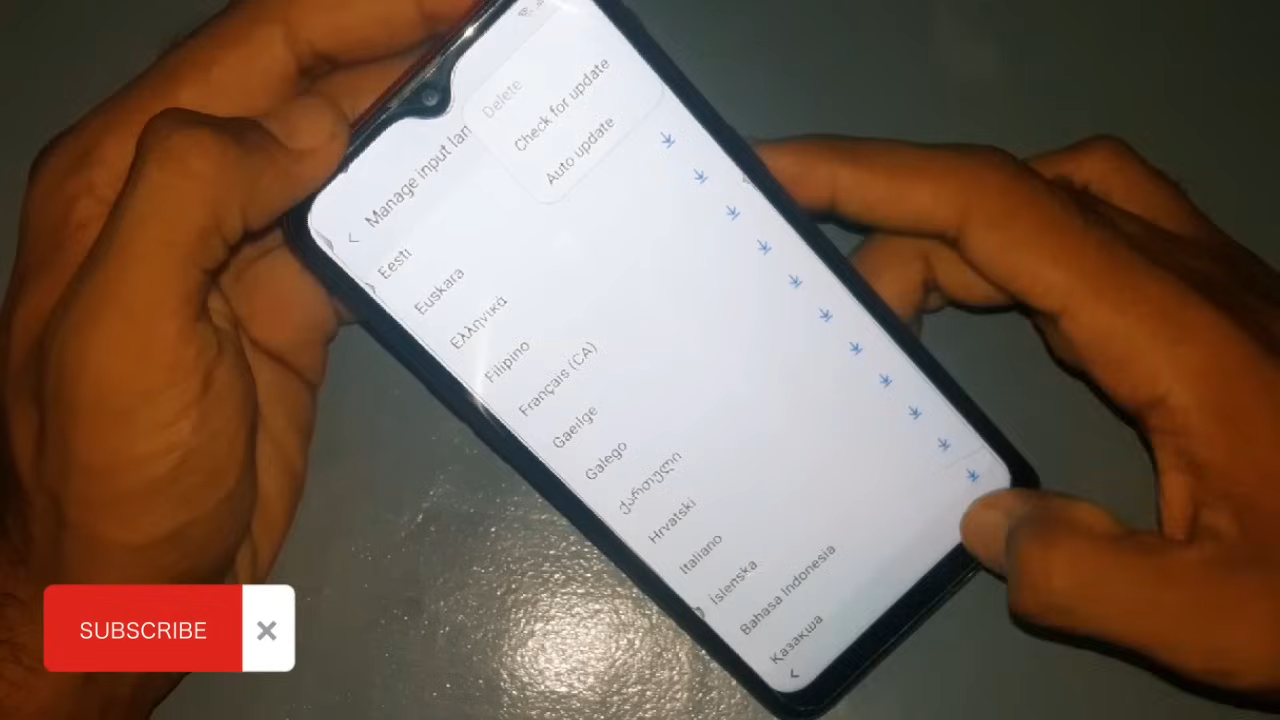 Delete
Check for update
Auto update
Manage input lan
Eesti
Euskara
Ελληνικά
Filipino
Français (CA)
Gaeilge
Galego
ქართული
Hrvatski
Italiano
Íslenska
Bahasa Indonesia
Казакша
SUBSCRIBE